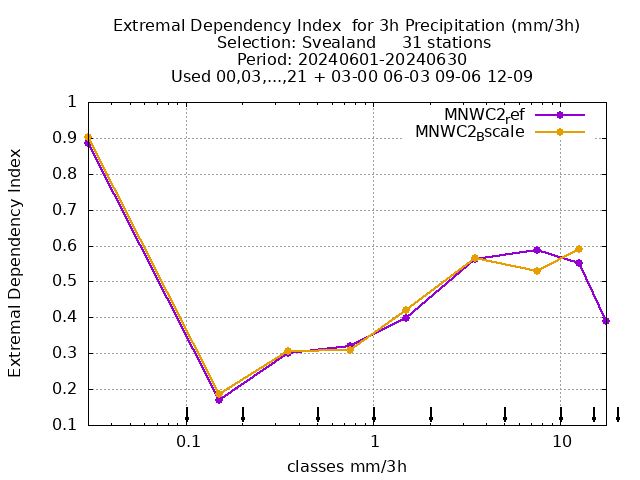 Extremal Dependency Index  for 3h Precipitation (mm/3h)
Selection: Svealand     31 stations
Period: 20240601-20240630
Used 00,03,...,21 + 03-00 06-03 09-06 12-09
MNWC2ref
MNWC2Bscale
1
0.9
0.8
0.7
0.6
0.5
0.4
0.3
0.2
0.1
Extremal Dependency Index
0.1 1 10
classes mm/3h